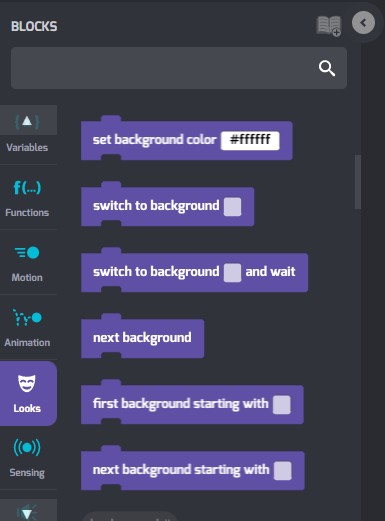 BLOCKS
Variables
f(...)
Functions
Motion
Animation
Looks
Sensing
set background color #ffffff
switch to background
switch to background and wait
next background
first background starting with
next background starting with